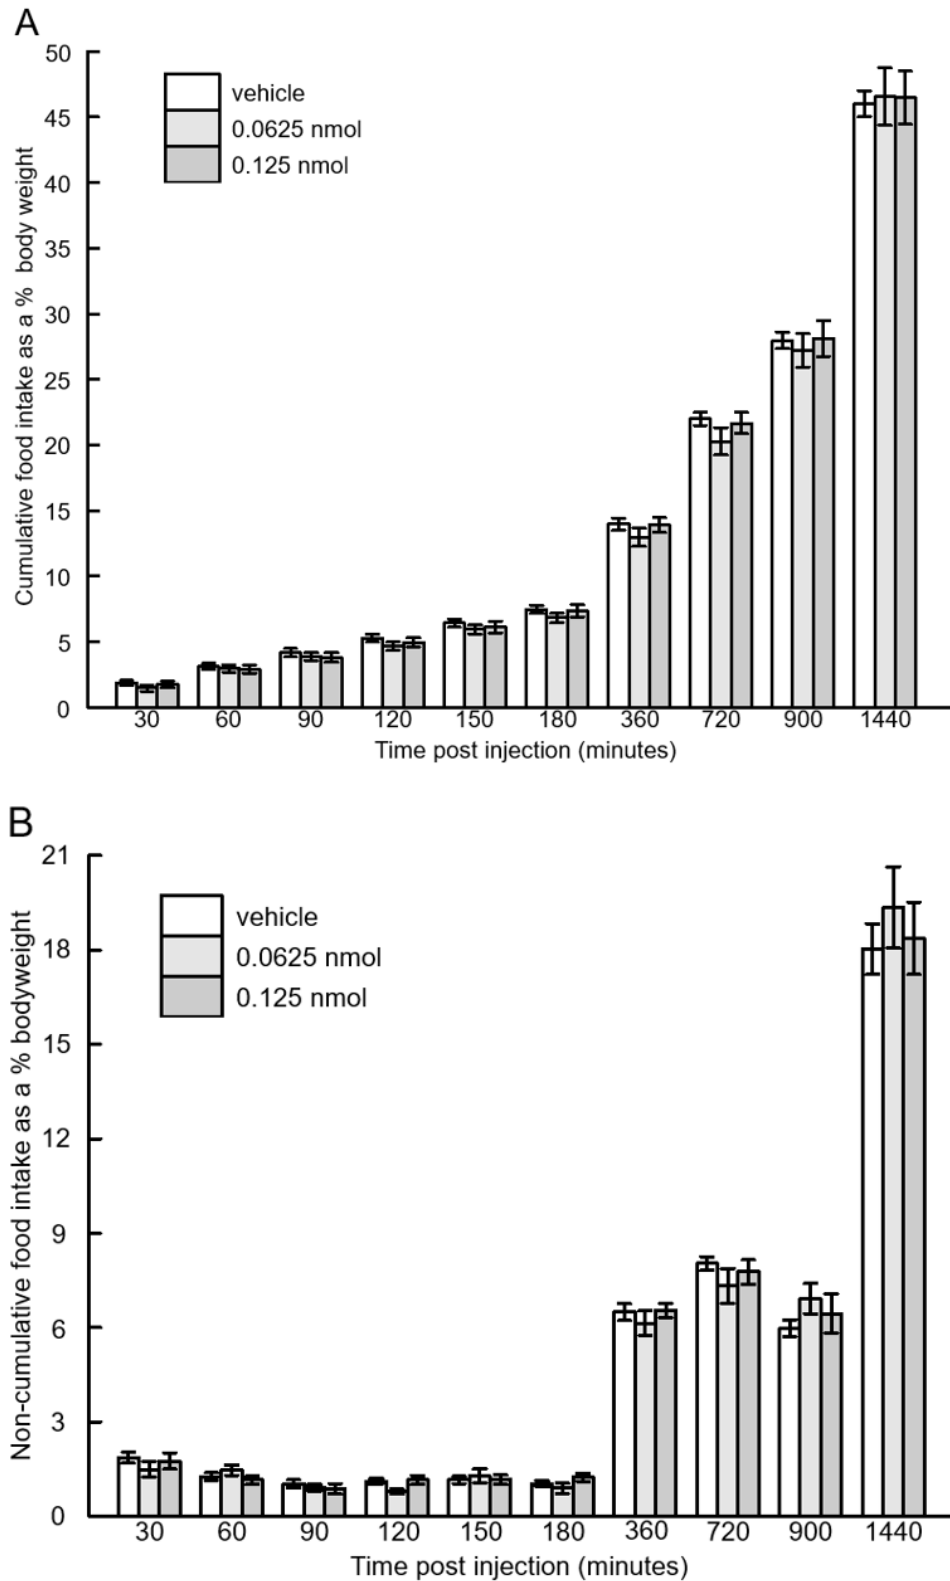 A
50
45
40
35
30
25
20
15
10
5
0
Cumulative food intake as a % body weight
vehicle
0.0625 nmol
0.125 nmol
30 60 90 120 150 180 360 720 900 1440
Time post injection (minutes)
B
21
18
15
12
9
6
3
0
Non-cumulative food intake as a % bodyweight
vehicle
0.0625 nmol
0.125 nmol
30 60 90 120 150 180 360 720 900 1440
Time post injection (minutes)